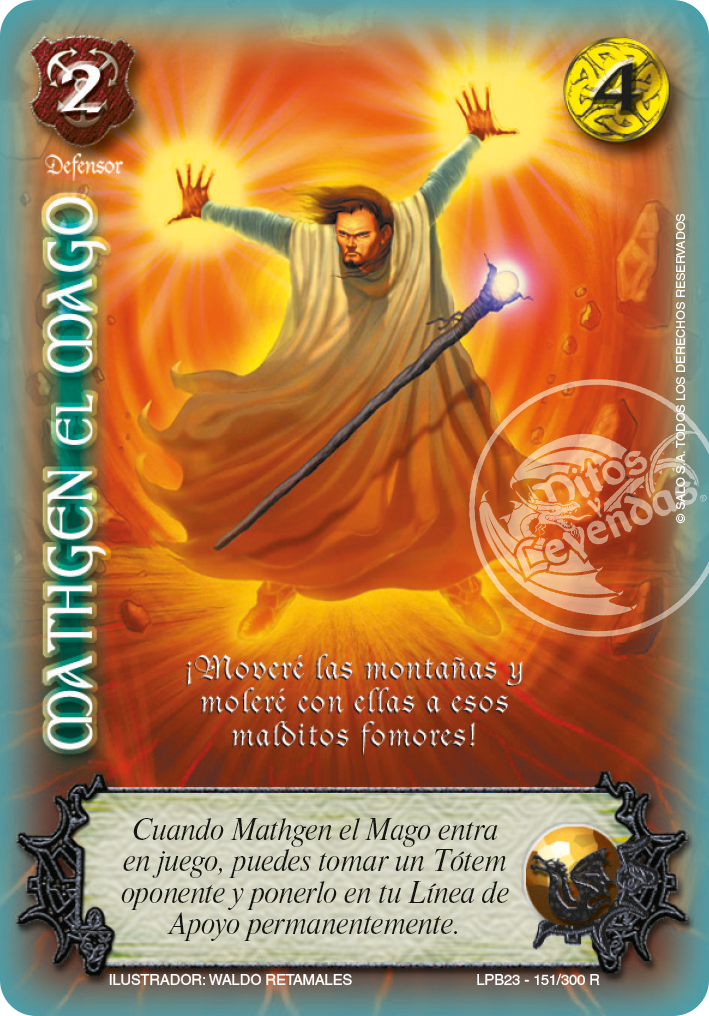 2
4
Defensor
MATHGEN EL MAGO
© SALO S.A. TODOS LOS DERECHOS RESERVADOS
Mitos
y
Leyendas®
¡Moveré las montañas y
moleré con ellas a esos
malditos fomores!
Cuando Mathgen el Mago entra
en juego, puedes tomar un Tótem
oponente y ponerlo en tu Línea de
Apoyo permanentemente.
ILUSTRADOR: WALDO RETAMALES
LPB23 - 151/300 R